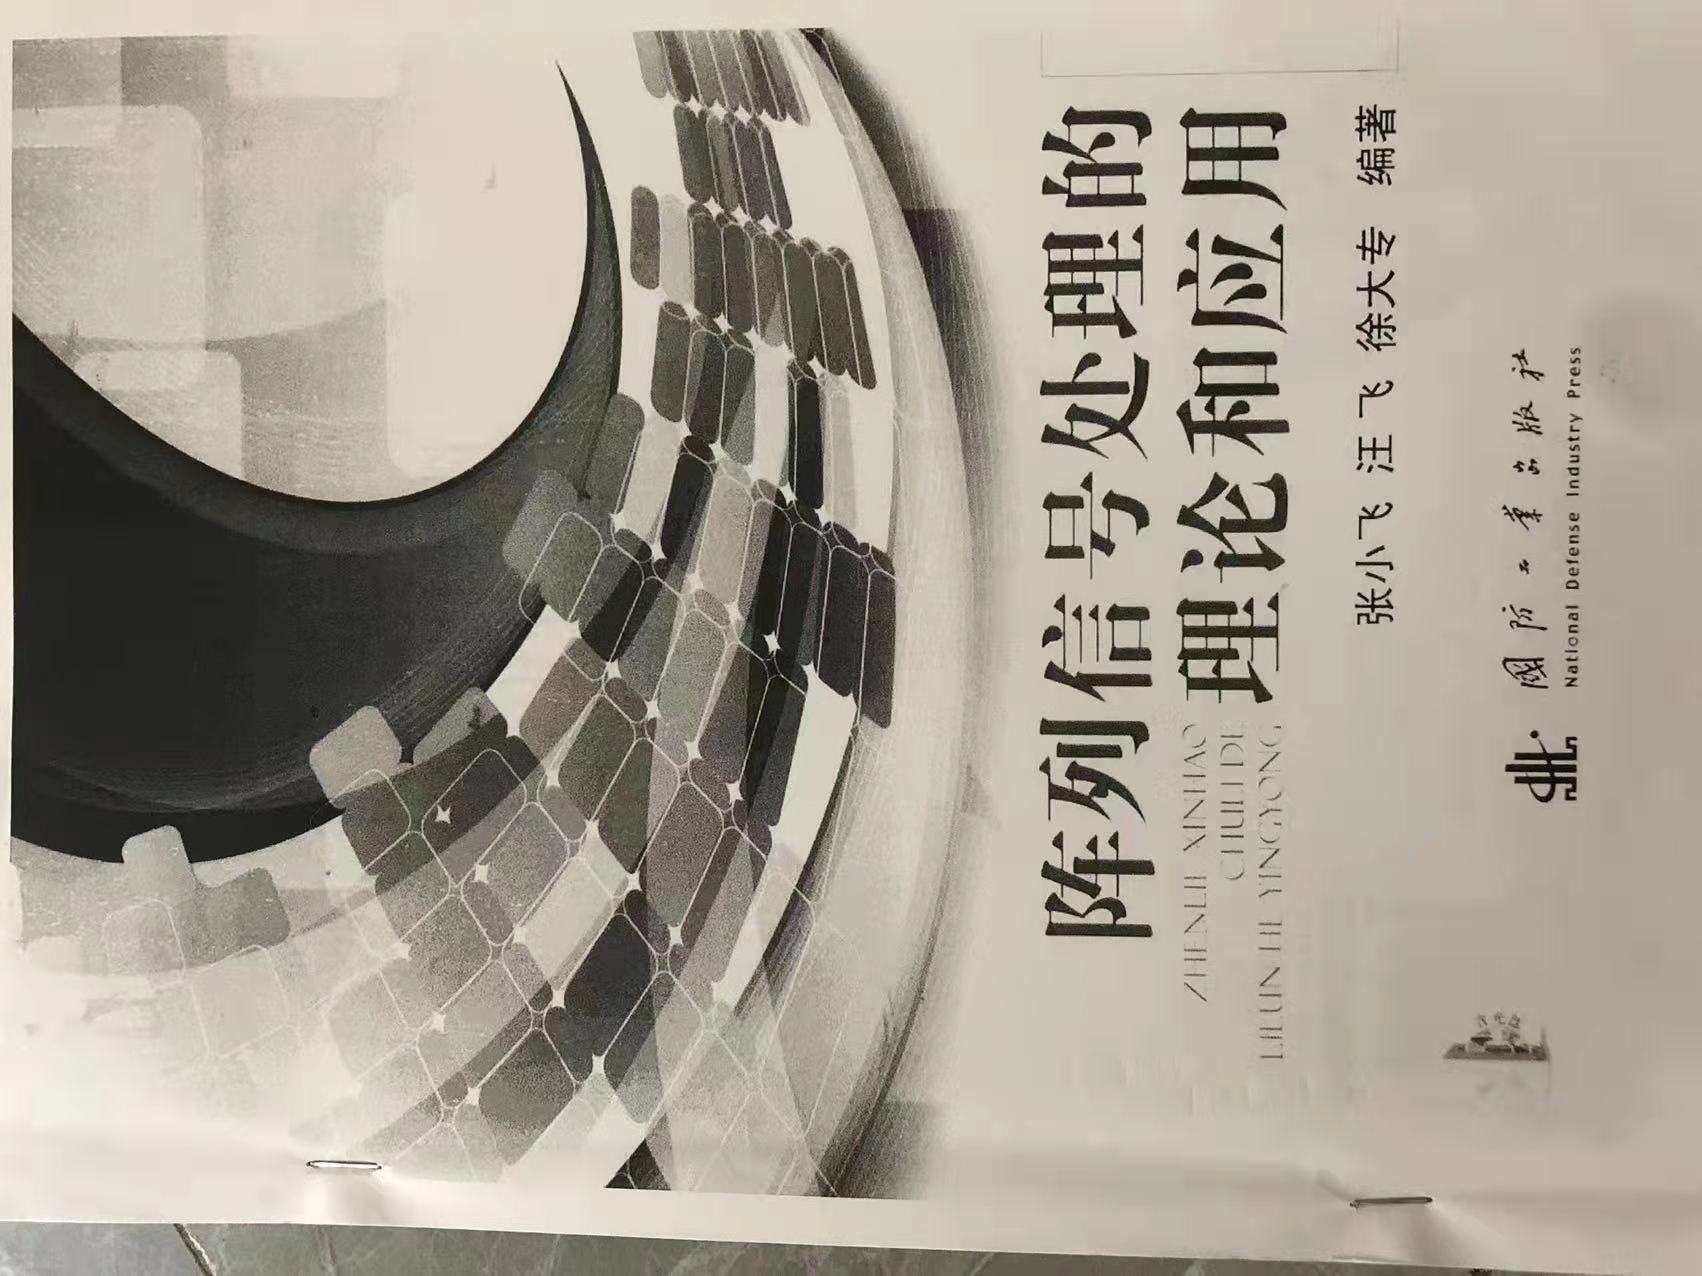 阵列信号处理的
理论和应用
ZHENLIE XINHAO
CHULI DE
LILUN HE YINGYONG
张小飞 汪飞 徐大专 编著
國防工業出版社
National Defense Industry Press